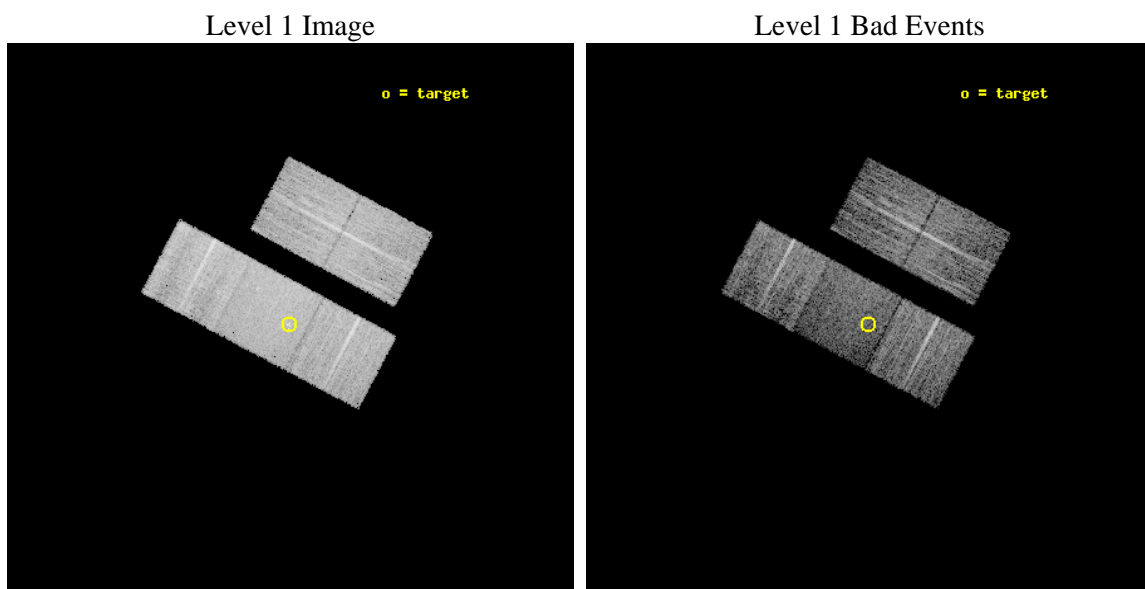 Level 1 Image
Level 1 Bad Events
o = target
o = target